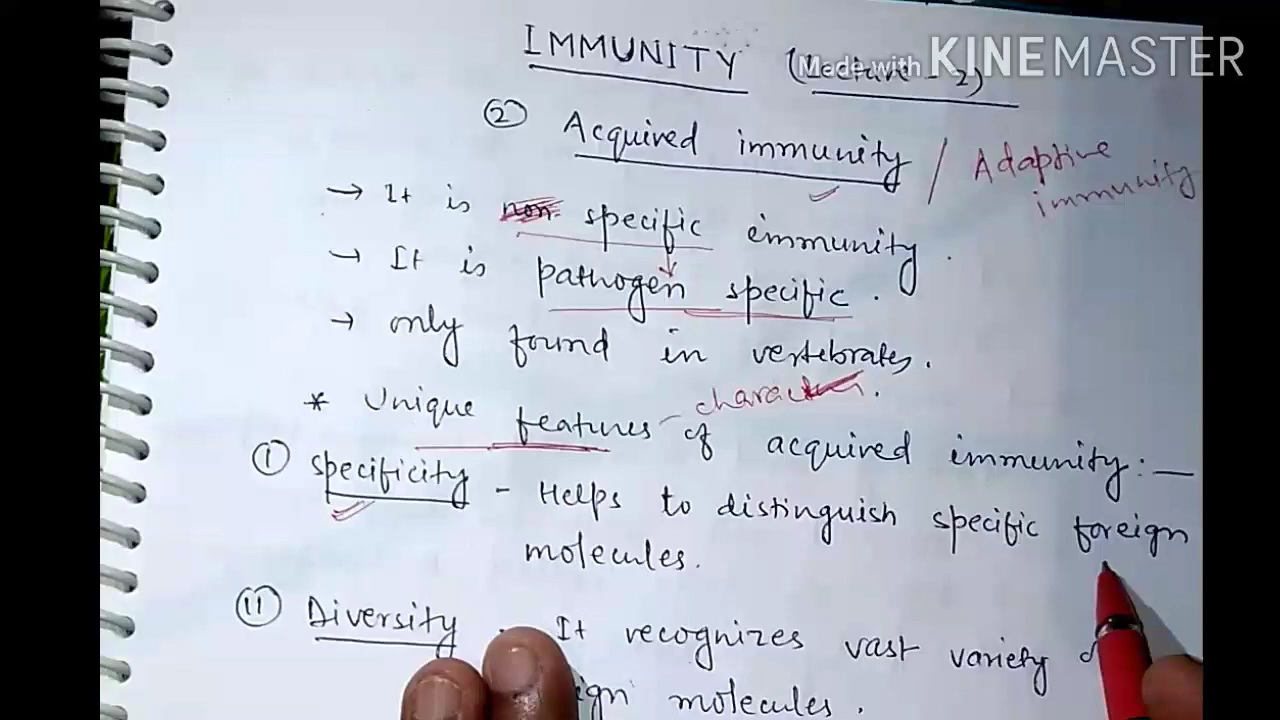 IMMUNITY (Lecture - 2)
Made with KINEMASTER
② Acquired immunity / Adaptive immunity
→ It is specific immunity.
→ It is pathogen specific.
→ only found in vertebrates.
* Unique features - of acquired immunity:—
① specificity - Helps to distinguish specific foreign
molecules.
⑪ Diversity - It recognizes vast variety
molecules.